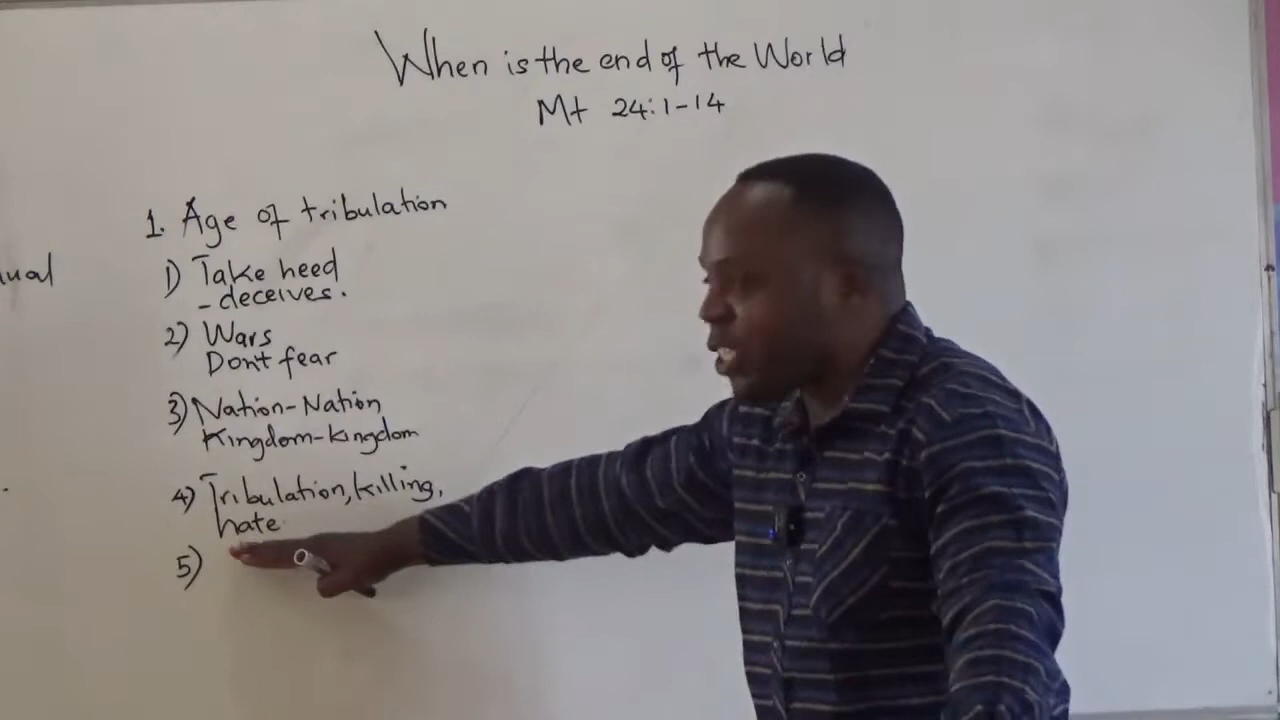 When is the end of the World
Mt 24:1-14
1. Age of tribulation
1) Take heed
- deceives.
2) Wars
Don't fear
3) Nation-Nation
Kingdom-kingdom
4) Tribulation, killing,
hate
5)